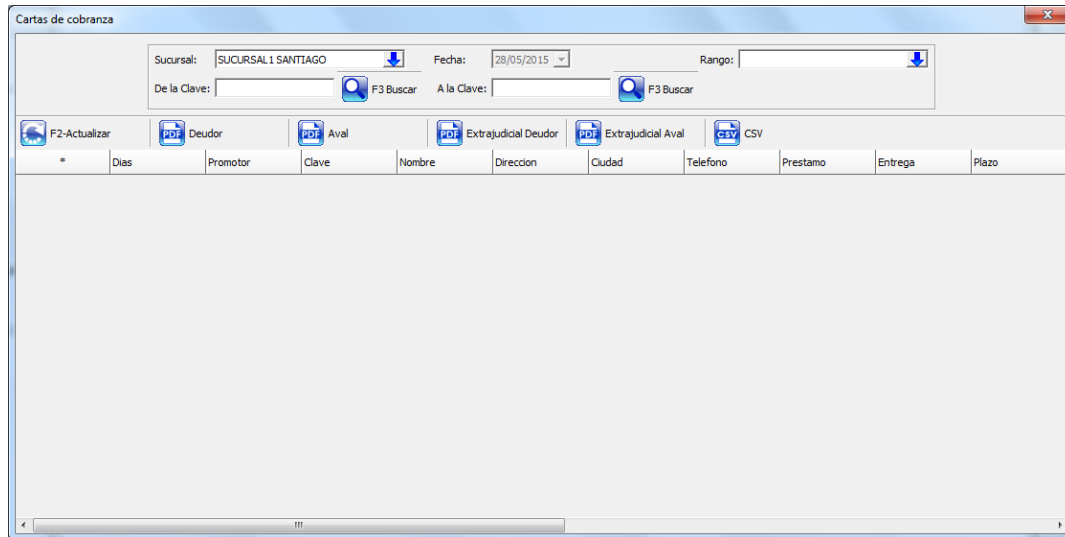 Cartas de cobranza
Sucursal: SUCURSAL 1 SANTIAGO Fecha: 28/05/2015 Rango:
De la Clave: F3 Buscar A la Clave: F3 Buscar
F2-Actualizar PDF Deudor PDF Aval PDF Extrajudicial Deudor PDF Extrajudicial Aval CSV CSV
* Dias Promotor Clave Nombre Direccion Ciudad Telefono Prestamo Entrega Plazo